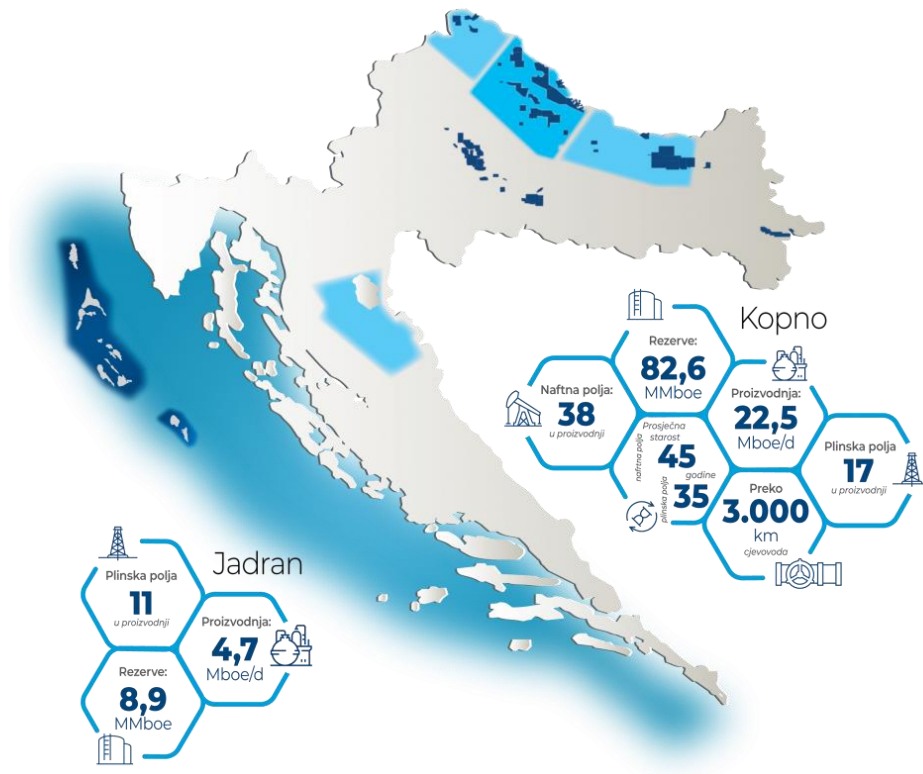 Kopno
Rezerve:
82,6
MMboe
Naftna polja:
38
u proizvodnji
Proizvodnja:
22,5
Mboe/d
Prosječna
starost
naftna polja
45
godine
plinska polja
35
Plinska polja
17
u proizvodnji
Preko
3.000
km
cjevovoda
Jadran
Plinska polja
11
u proizvodnji
Proizvodnja:
4,7
Mboe/d
Rezerve:
8,9
MMboe